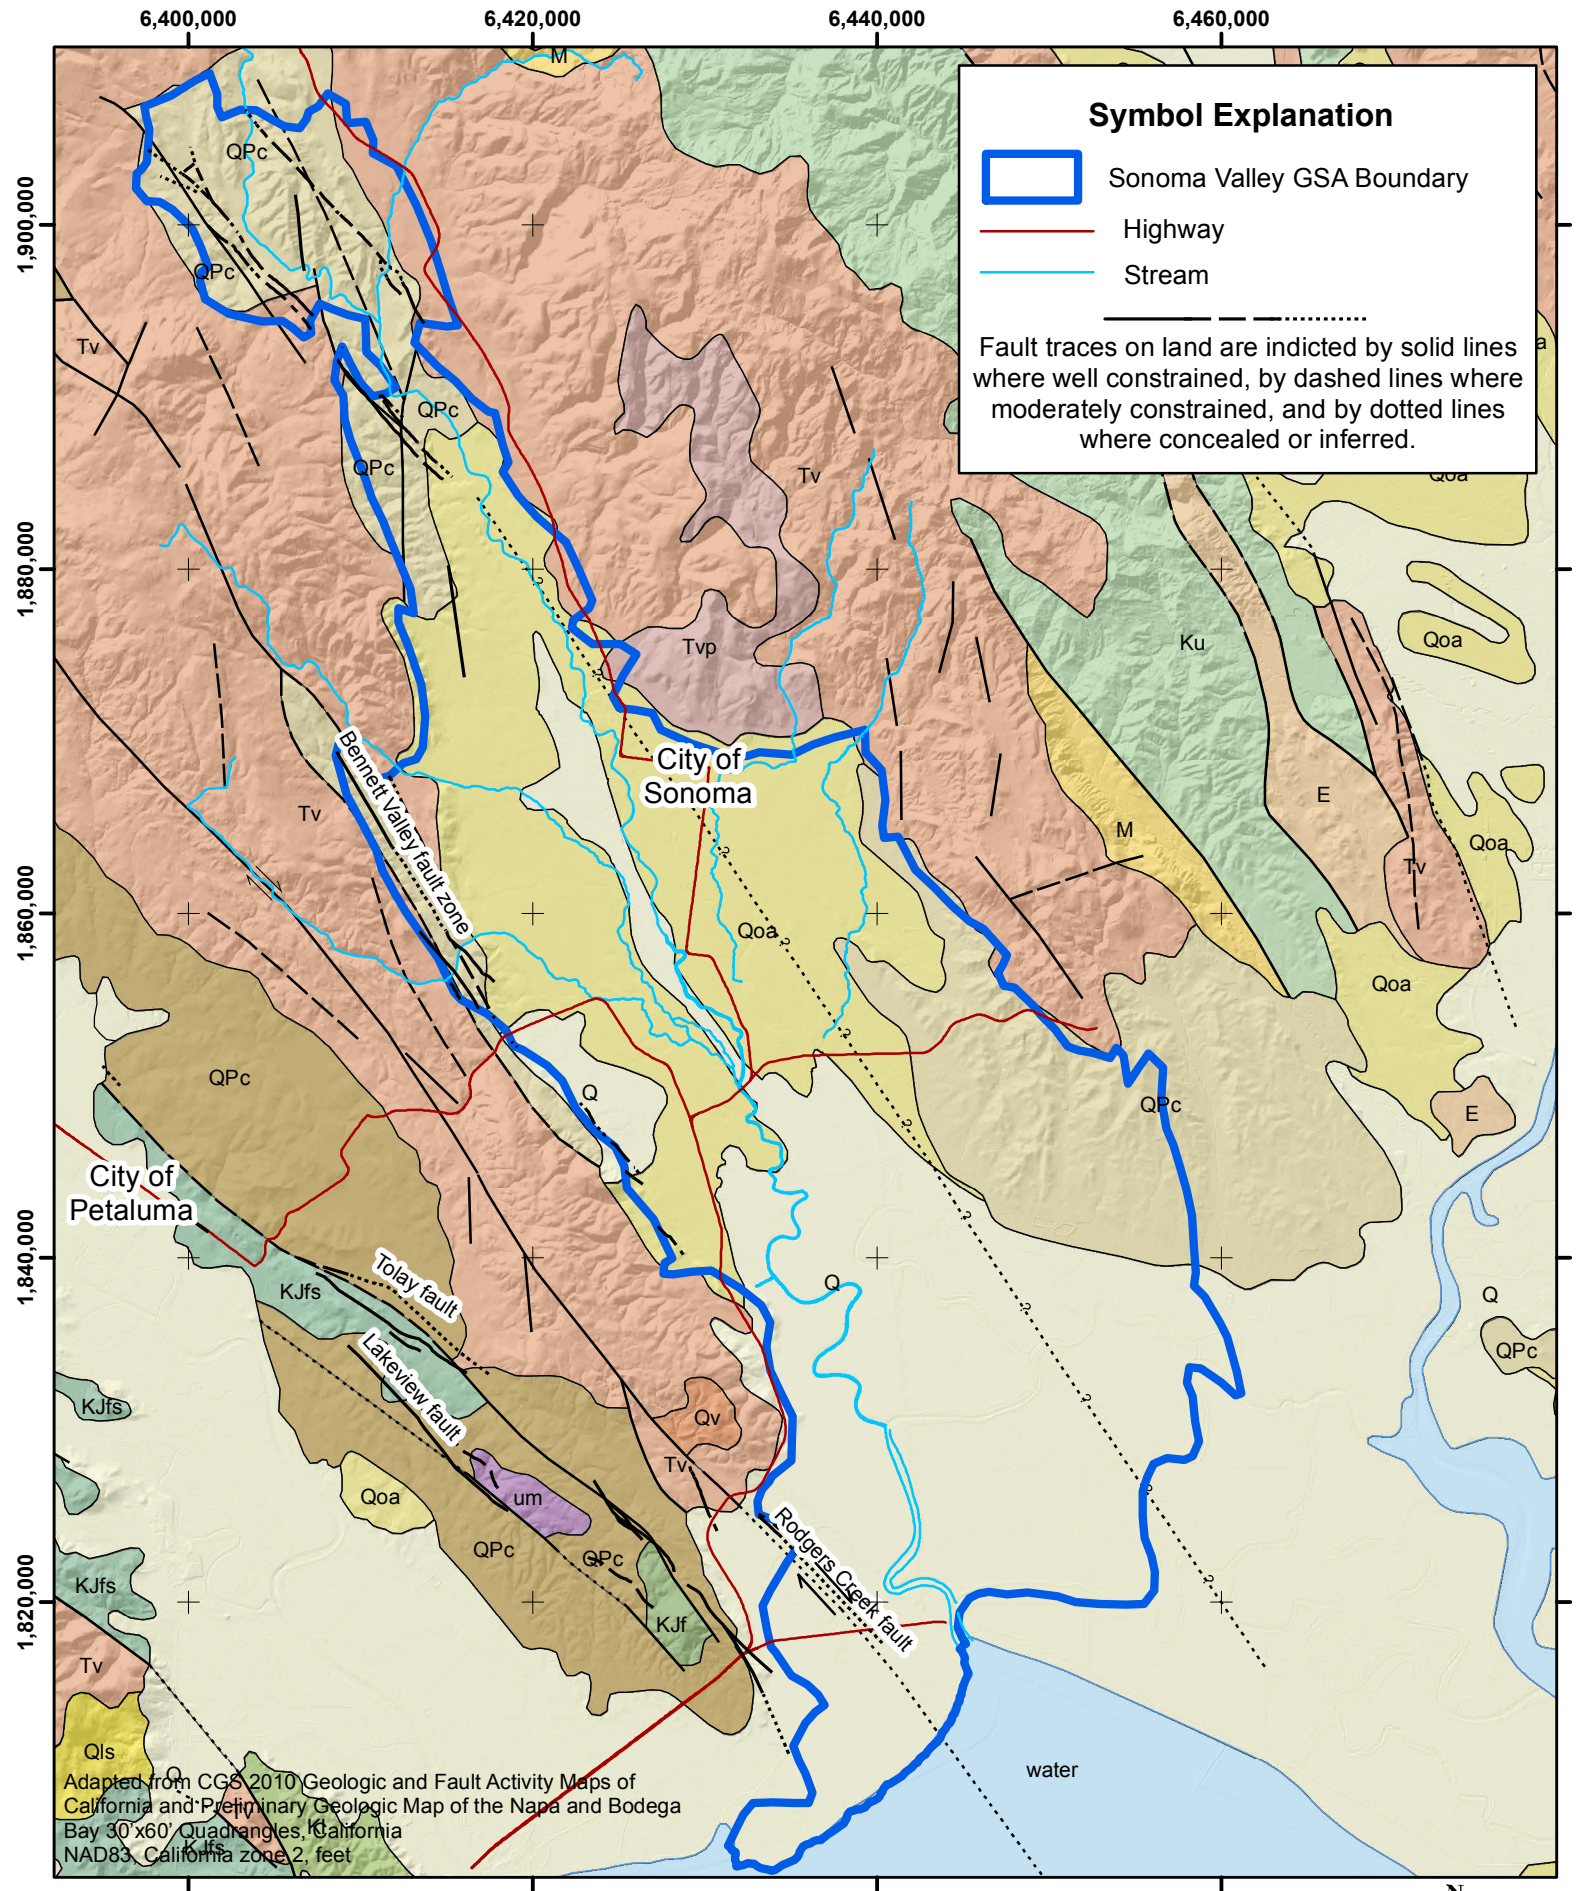 6,400,000
6,420,000
6,440,000
6,460,000
1,900,000
1,880,000
1,860,000
1,840,000
1,820,000
Symbol Explanation
Sonoma Valley GSA Boundary
Highway
Stream
Fault traces on land are indicted by solid lines
where well constrained, by dashed lines where
moderately constrained, and by dotted lines
where concealed or inferred.
M
QPc
QPc
Tv
QPc
QPc
Tv
Qoa
?
Tvp
?
Ku
Qoa
City of
Sonoma
Bennett Valley fault zone
Tv
E
M
?
Qoa
Tv
Qoa
?
Qoa
?
QPc
Q
QPc
E
?
City of
Petaluma
?
Tolay fault
KJfs
Q
Q
?
Lakeview fault
QPc
KJfs
Qv
?
Tv
um
Qoa
?
QPc
QPc
Rodgers Creek fault
KJfs
?
KJf
Tv
Qls
water
Q
Tv
KJfs
Adapted from CGS 2010 Geologic and Fault Activity Maps of
California and Preliminary Geologic Map of the Napa and Bodega
Bay 30'x60' Quadrangles, California
NAD83, California zone 2, feet